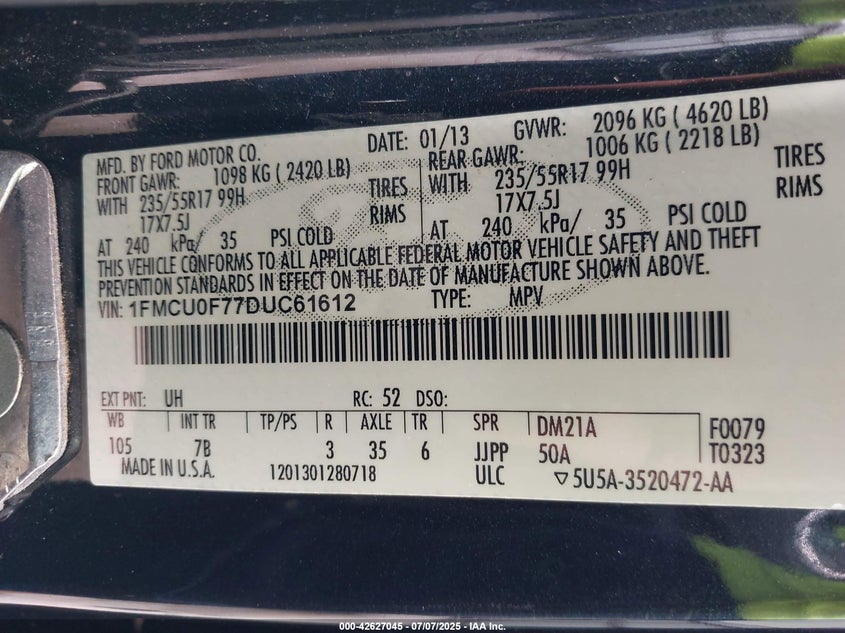 MFD. BY FORD MOTOR CO. DATE: 01/13 GVWR: 2096 KG ( 4620 LB)
FRONT GAWR: 1098 KG ( 2420 LB) REAR GAWR: 1006 KG ( 2218 LB)
WITH 235/55R17 99H TIRES WITH 235/55R17 99H TIRES
17X7.5J RIMS 17X7.5J RIMS
AT 240 kPa/ 35 PSI COLD AT 240 kPa/ 35 PSI COLD
THIS VEHICLE CONFORMS TO ALL APPLICABLE FEDERAL MOTOR VEHICLE SAFETY AND THEFT
PREVENTION STANDARDS IN EFFECT ON THE DATE OF MANUFACTURE SHOWN ABOVE.
VIN: 1FMCU0F77DUC61612 TYPE: MPV
EXT PNT: UH RC: 52 DSO:
WB INT TR TP/PS R AXLE TR SPR DM21A F0079
105 7B 3 35 6 JJPP 50A T0323
MADE IN U.S.A. 1201301280718 ULC ▽5U5A-3520472-AA
000-42627045 - 07/07/2025 - IAA Inc.